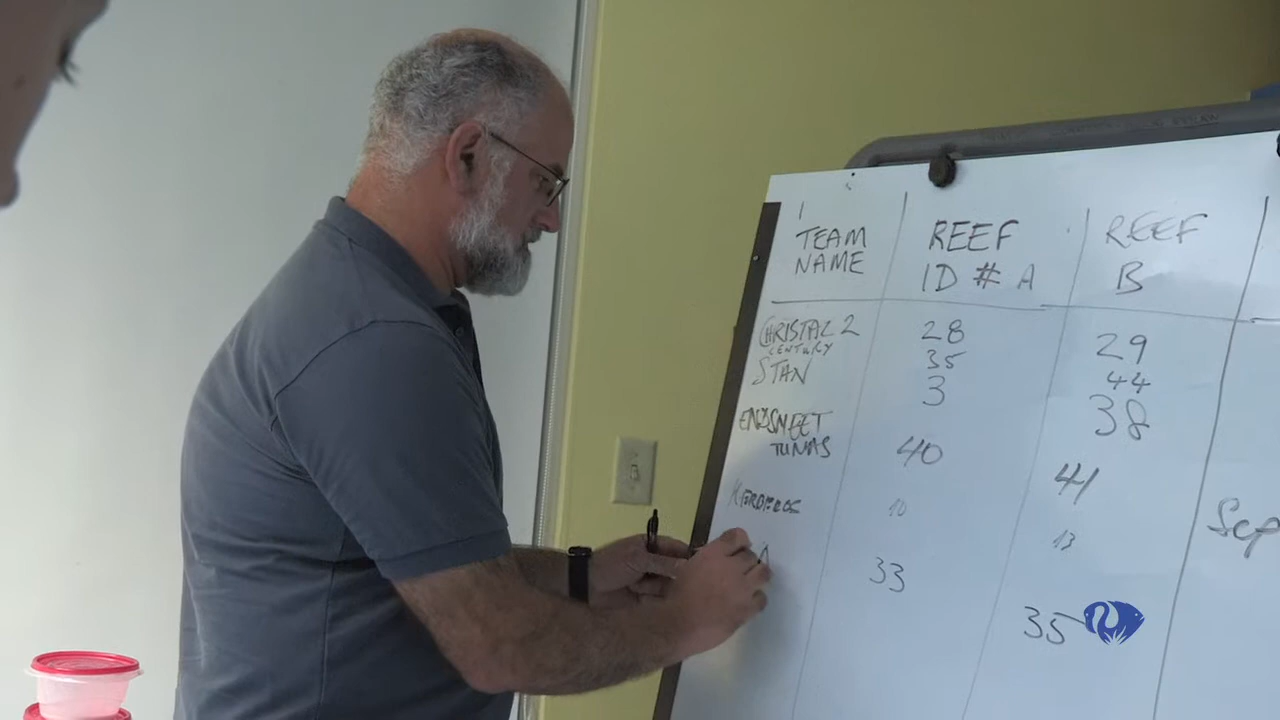 TEAM NAME REEF ID # A REEF B
CHRISTAL 2 28 29
CENTURY 35 44
STAN 3 38
TUNAS 40 41
10 13
33 35
Sep